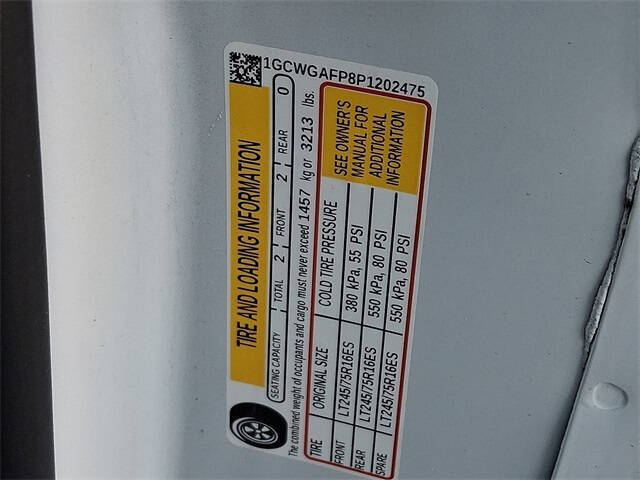 1GCWGAFP8P1202475
TIRE AND LOADING INFORMATION
SEATING CAPACITY TOTAL 2 FRONT 2 REAR 0
The combined weight of occupants and cargo must never exceed 1457 kg or 3213 lbs.
TIRE ORIGINAL SIZE COLD TIRE PRESSURE
FRONT LT245/75R16ES 380 kPa, 55 PSI
REAR LT245/75R16ES 550 kPa, 80 PSI
SPARE LT245/75R16ES 550 kPa, 80 PSI
SEE OWNER'S
MANUAL FOR
ADDITIONAL
INFORMATION